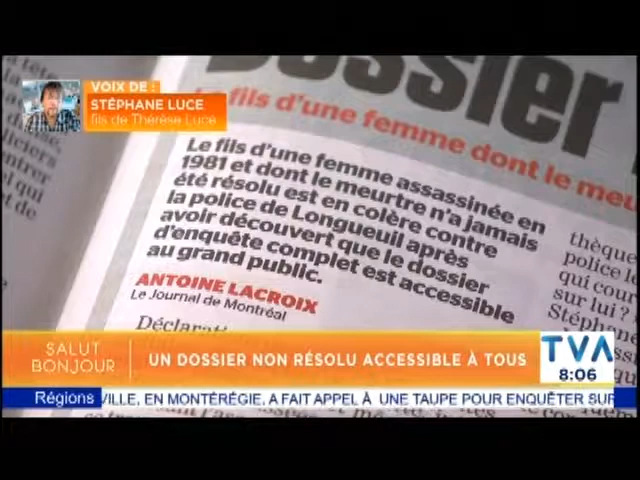 VOIX DE :
STÉPHANE LUCE
fils de Thérèse Luce
Dossier
fils d'une femme dont le meu
Le fils d'une femme assassinée en
1981 et dont le meurtre n'a jamais
été résolu est en colère contre
la police de Longueuil après
avoir découvert que le dossier
d'enquête complet est accessible
au grand public.
ANTOINE LACROIX
Le Journal de Montréal
Déclarati
thèque
police l
qui cour
sur lui ?
Stéphane
SALUT
BONJOUR
UN DOSSIER NON RÉSOLU ACCESSIBLE À TOUS
TVA
8:06
Régions
VILLE, EN MONTÉRÉGIE, A FAIT APPEL À UNE TAUPE POUR ENQUÊTER SUR